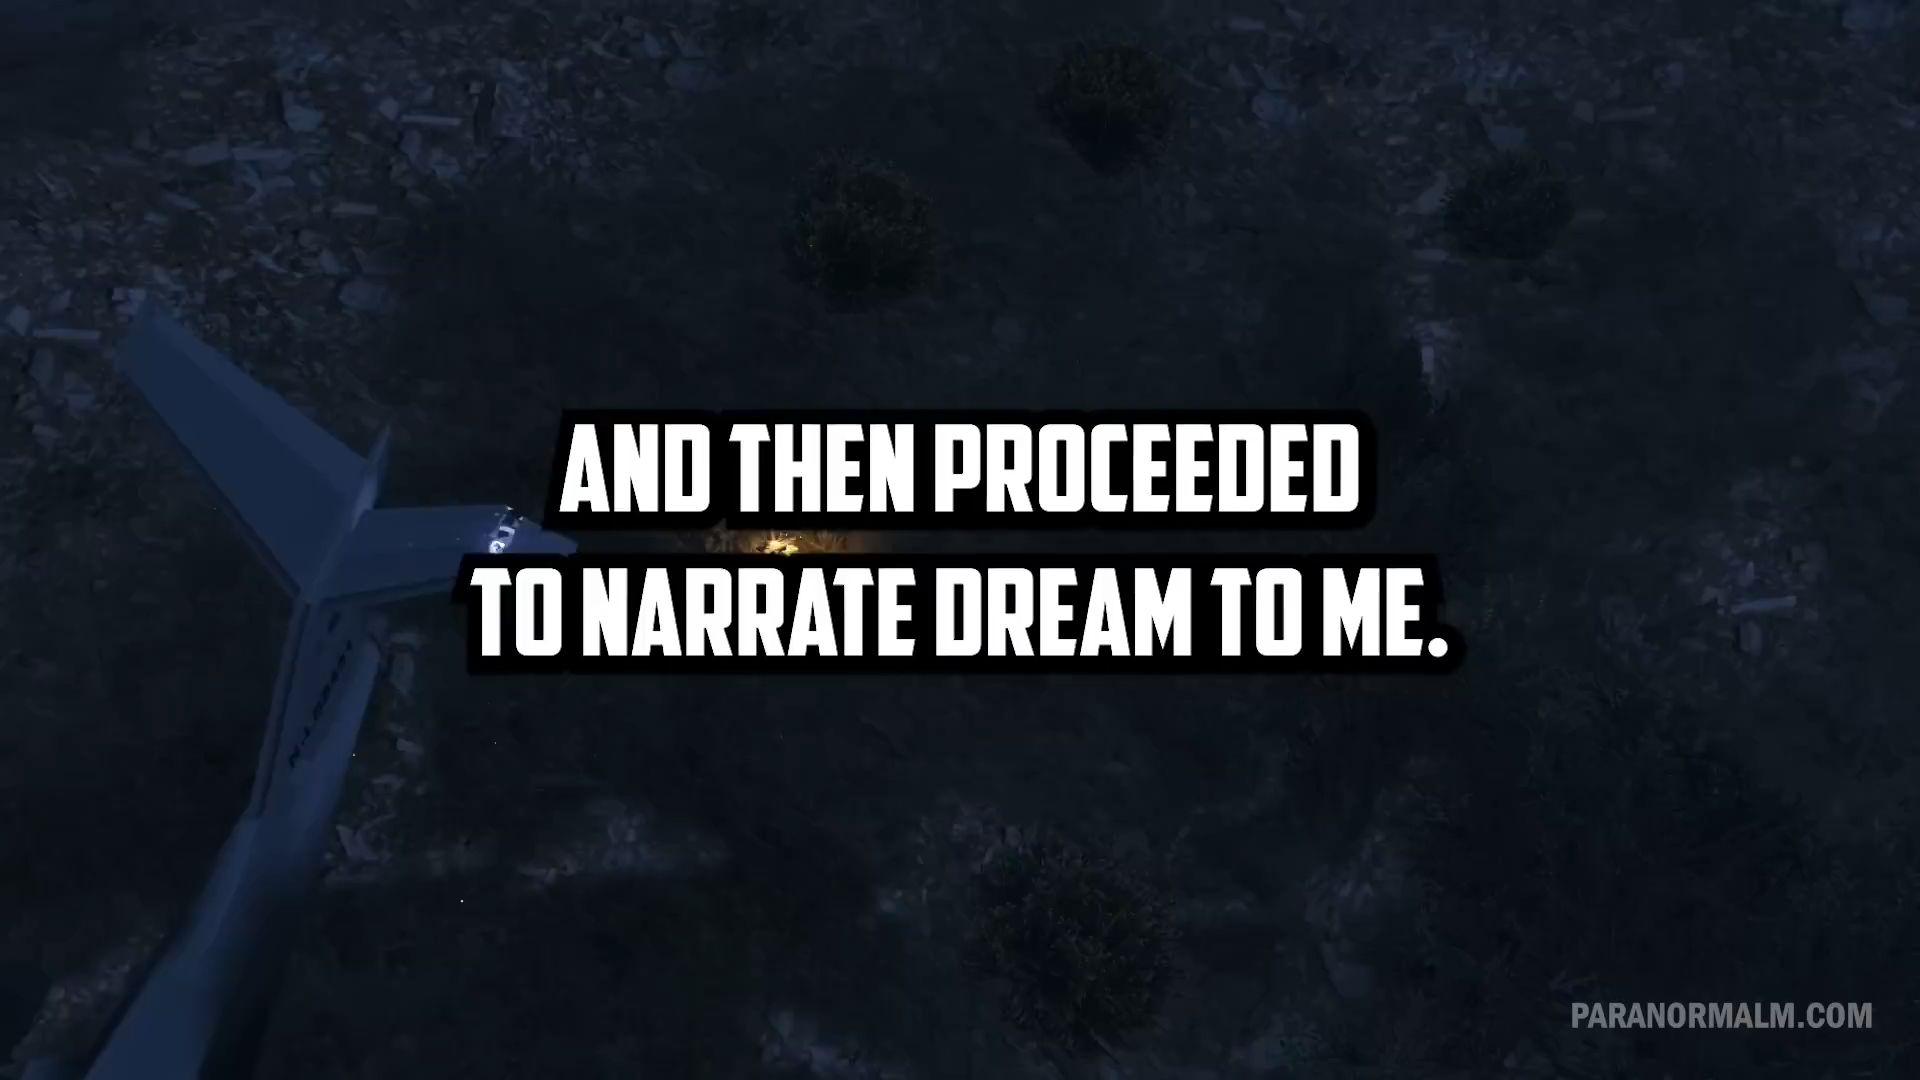 AND THEN PROCEEDED
TO NARRATE DREAM TO ME.
PARANORMALM.COM